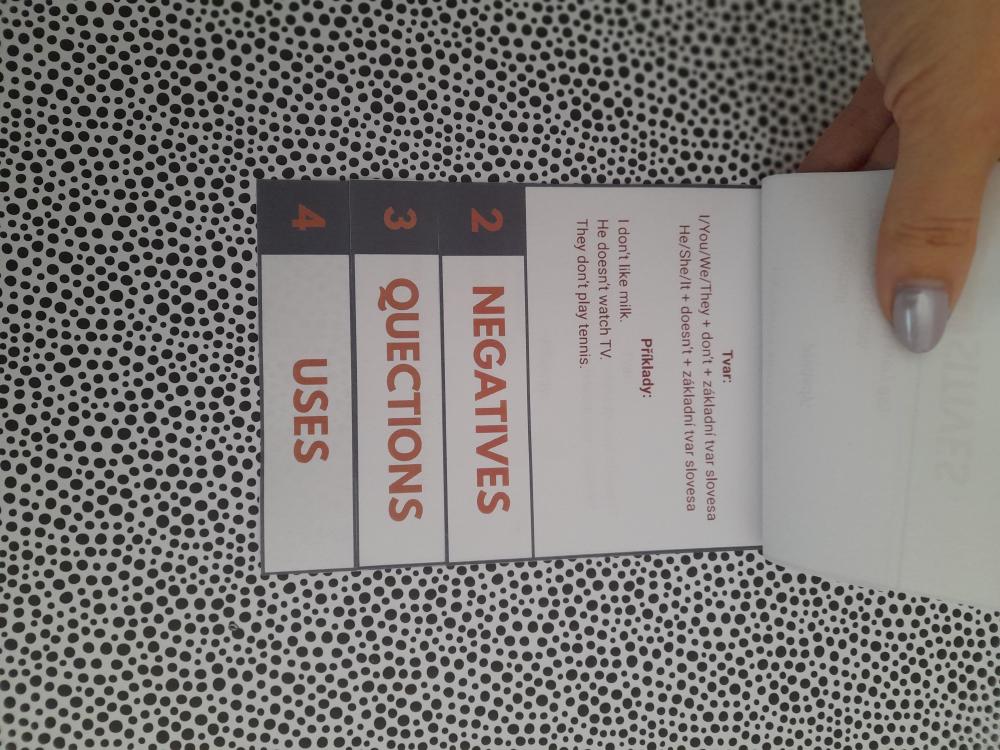 Tvar:
I/You/We/They + don't + základní tvar slovesa
He/She/It + doesn't + základní tvar slovesa
Příklady:
I don't like milk.
He doesn't watch TV.
They don't play tennis.
2 NEGATIVES
3 QUECTIONS
4 USES